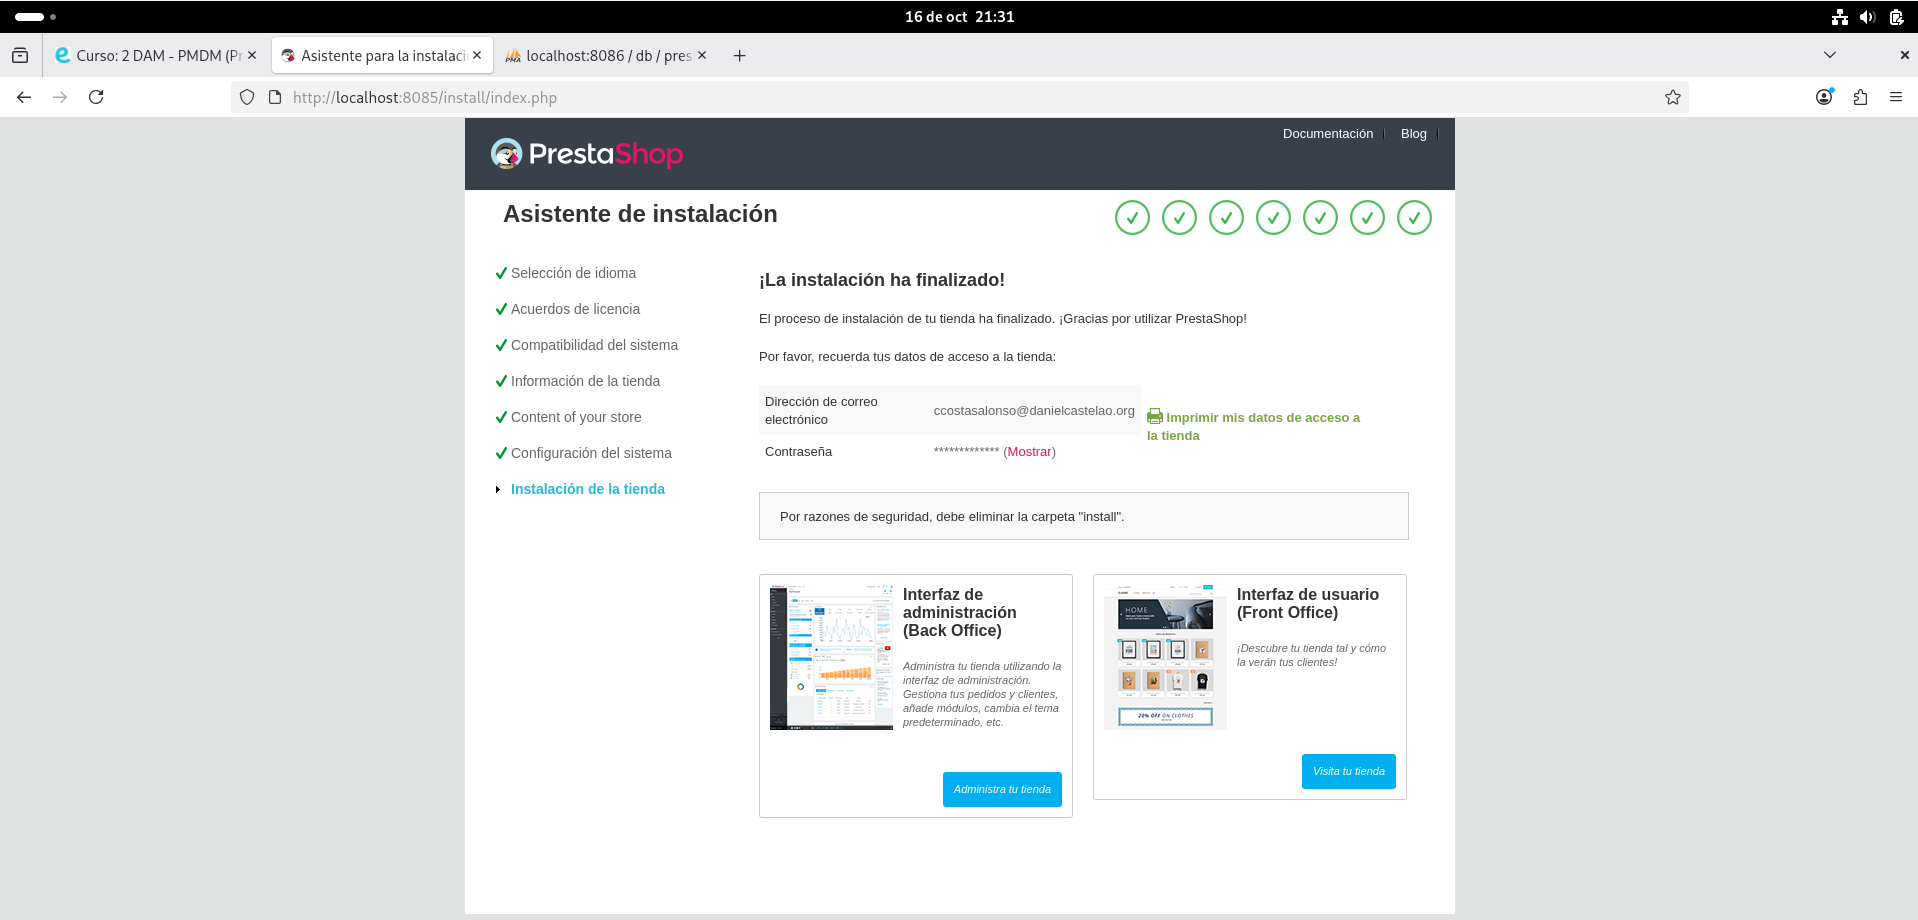 16 de oct 21:31
Curso: 2 DAM - PMDM (Pr
Asistente para la instalaci
localhost:8086 / db / pres
http://localhost:8085/install/index.php
Documentación
Blog
PrestaShop
Asistente de instalación
Selección de idioma
Acuerdos de licencia
Compatibilidad del sistema
Información de la tienda
Content of your store
Configuración del sistema
Instalación de la tienda
¡La instalación ha finalizado!
El proceso de instalación de tu tienda ha finalizado. ¡Gracias por utilizar PrestaShop!
Por favor, recuerda tus datos de acceso a la tienda:
Dirección de correo
electrónico
ccostasalonso@danielcastelao.org
Contraseña
************* (Mostrar)
Imprimir mis datos de acceso a
la tienda
Por razones de seguridad, debe eliminar la carpeta "install".
Interfaz de
administración
(Back Office)
Administra tu tienda utilizando la
interfaz de administración.
Gestiona tus pedidos y clientes,
añade módulos, cambia el tema
predeterminado, etc.
Administra tu tienda
HOME
20% OFF ON CLOTHES
Interfaz de usuario
(Front Office)
¡Descubre tu tienda tal y cómo
la verán tus clientes!
Visita tu tienda